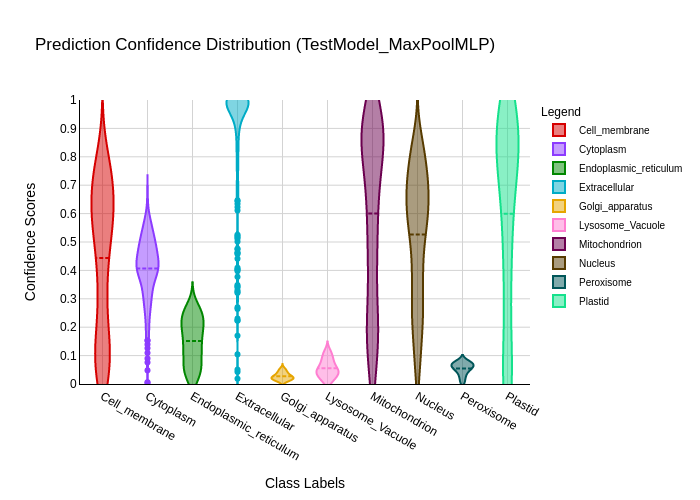 Prediction Confidence Distribution (TestModel_MaxPoolMLP)
Legend
Cell_membrane
Cytoplasm
Endoplasmic_reticulum
Extracellular
Golgi_apparatus
Lysosome_Vacuole
Mitochondrion
Nucleus
Peroxisome
Plastid
Confidence Scores
1
0.9
0.8
0.7
0.6
0.5
0.4
0.3
0.2
0.1
0
Cell_membrane
Cytoplasm
Endoplasmic_reticulum
Extracellular
Golgi_apparatus
Lysosome_Vacuole
Mitochondrion
Nucleus
Peroxisome
Plastid
Class Labels